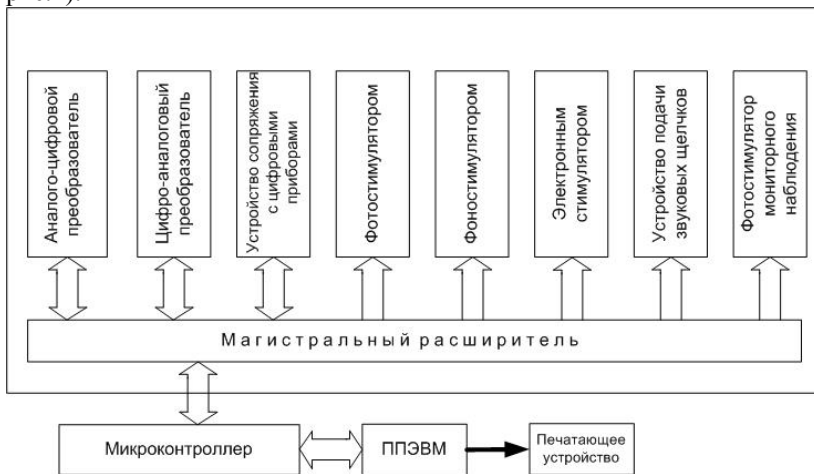 Аналого-цифровой
преобразователь
Цифро-аналоговый
преобразователь
Устройство сопряжения
с цифровыми
приборами
Фотостимулятором
Фоностимулятором
Электронным
стимулятором
Устройство подачи
звуковых щелчков
Фотостимулятор
мониторного
наблюдения
Магистральный расширитель
Микроконтроллер
ППЭВМ
Печатающее
устройство